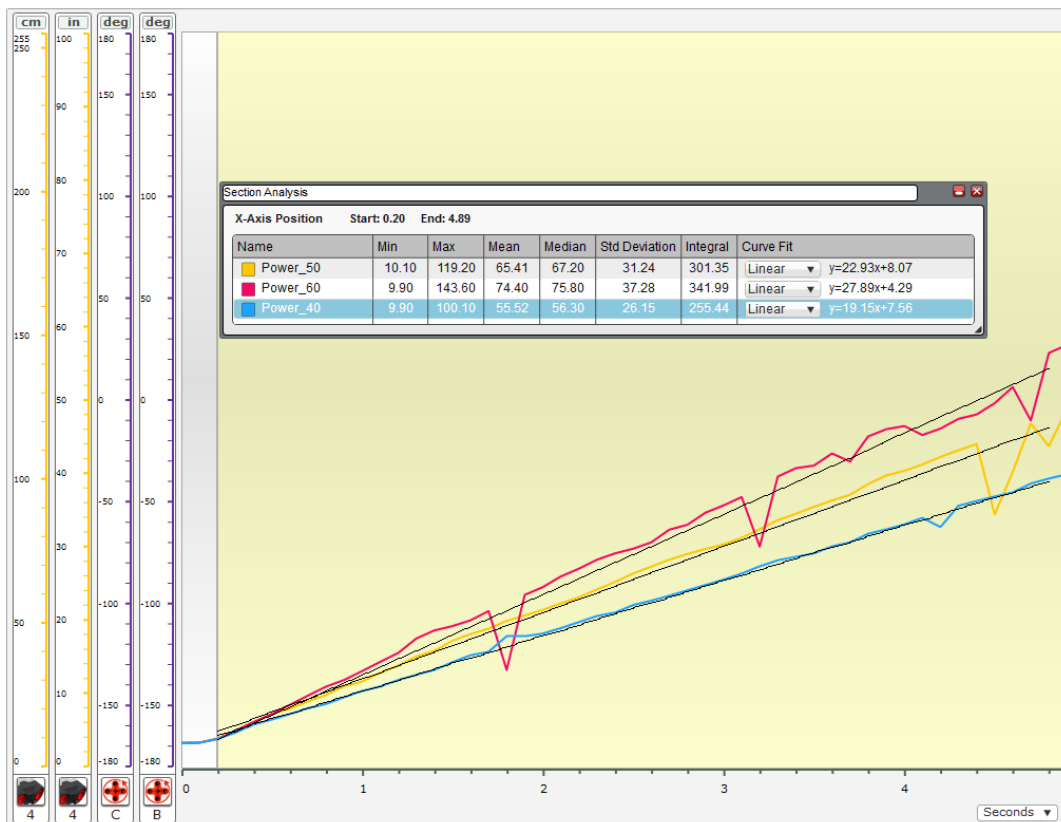 cm in deg deg
255 100 180 180
250
90 150 150
200 80 100 100
70
150 60 50 50
50 0 0
100 40 -50 -50
30
50 20 -100 -100
10 -150 -150
0 0 -180 -180
4 4 C B
Section Analysis
X-Axis Position Start: 0.20 End: 4.89
Name Min Max Mean Median Std Deviation Integral Curve Fit
Power_50 10.10 119.20 65.41 67.20 31.24 301.35 Linear y=22.93x+8.07
Power_60 9.90 143.60 74.40 75.80 37.28 341.99 Linear y=27.89x+4.29
Power_40 9.90 100.10 55.52 56.30 26.15 255.44 Linear y=19.15x+7.56
0 1 2 3 4
Seconds